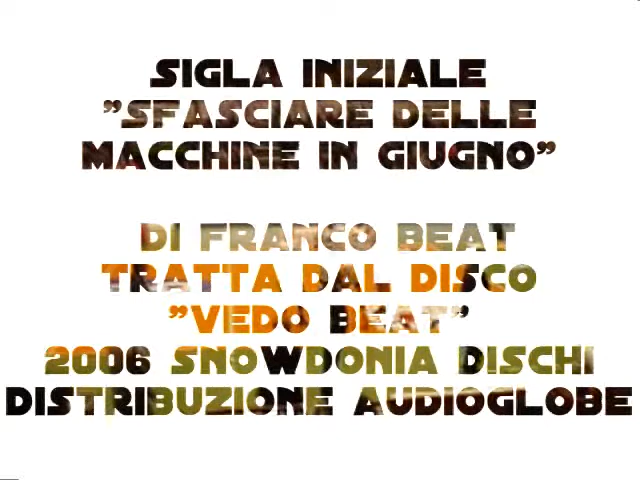 SIGLA INIZIALE
"SFASCIARE DELLE
MACCHINE IN GIUGNO"
DI FRANCO BEAT
TRATTA DAL DISCO
"VEDO BEAT"
2006 SNOWDONIA DISCHI
DISTRIBUZIONE AUDIOGLOBE